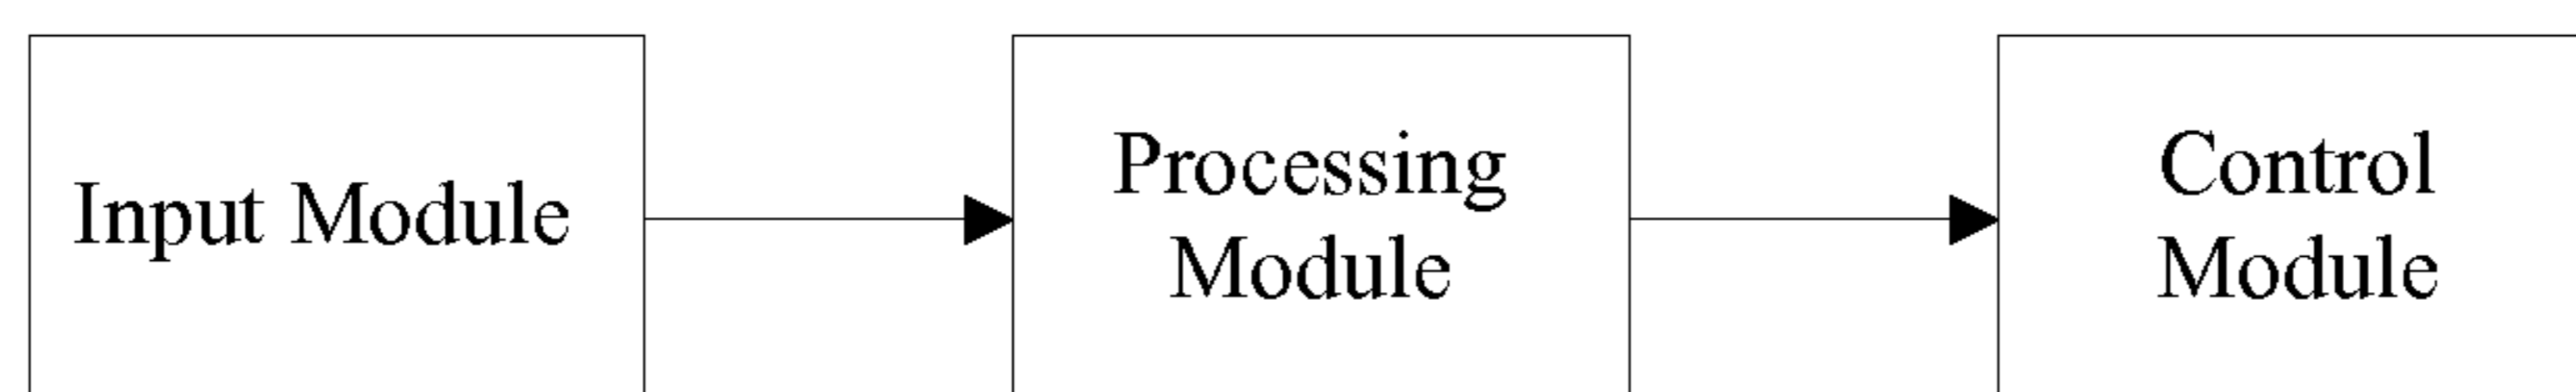 Input Module
Processing
Module
Control
Module